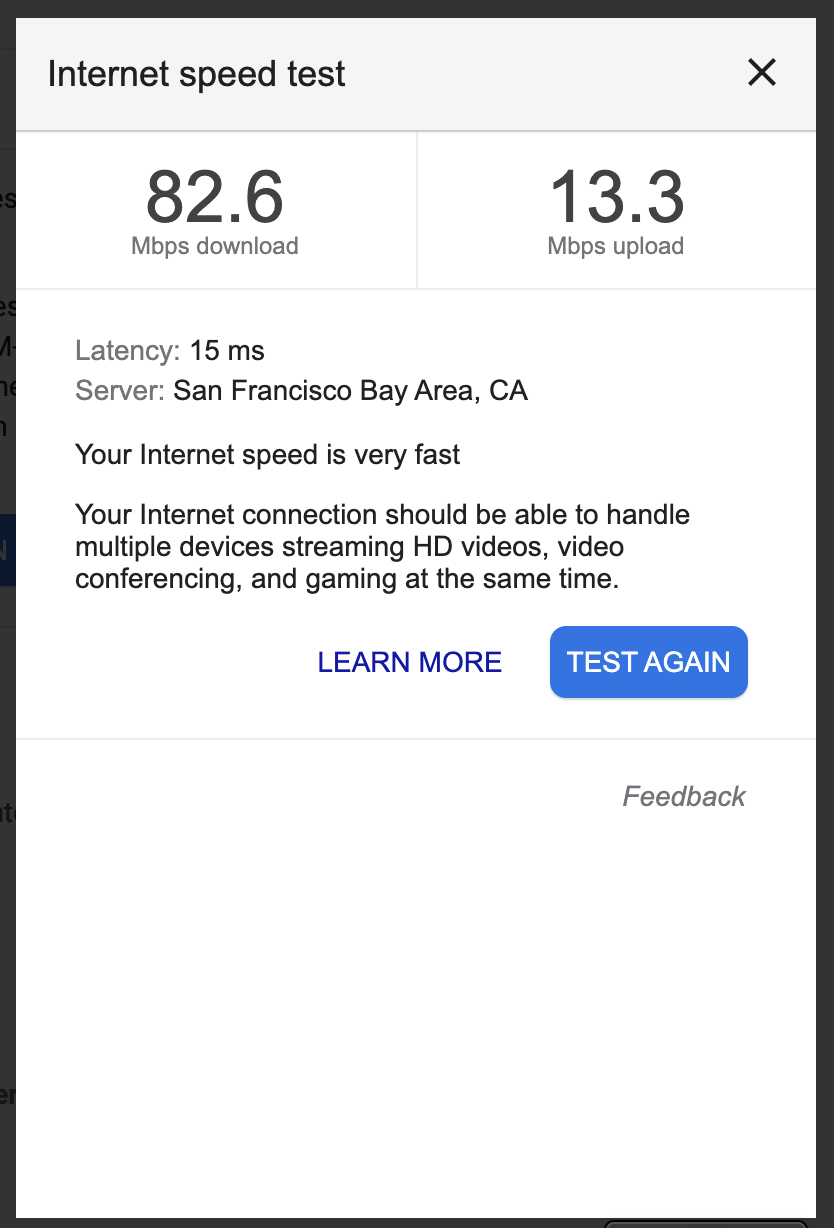 Internet speed test
82.6
Mbps download
13.3
Mbps upload
Latency: 15 ms
Server: San Francisco Bay Area, CA
Your Internet speed is very fast
Your Internet connection should be able to handle
multiple devices streaming HD videos, video
conferencing, and gaming at the same time.
LEARN MORE
TEST AGAIN
Feedback